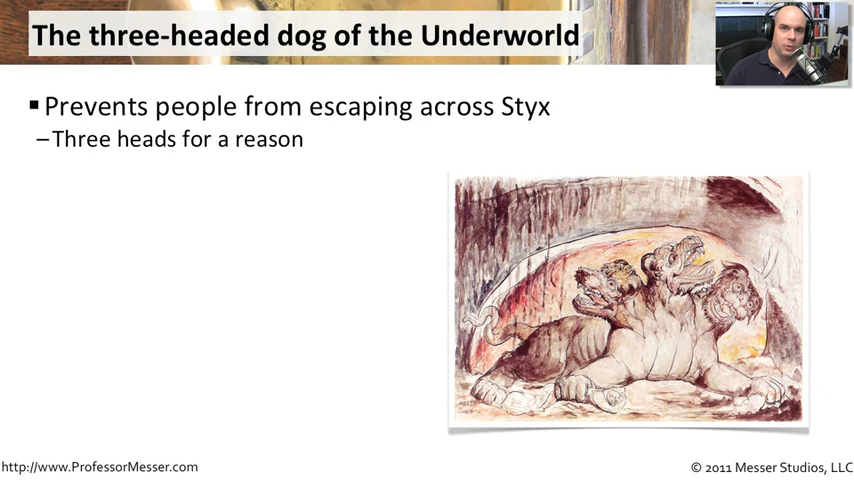 The three-headed dog of the Underworld
▪ Prevents people from escaping across Styx
– Three heads for a reason
http://www.ProfessorMesser.com
© 2011 Messer Studios, LLC